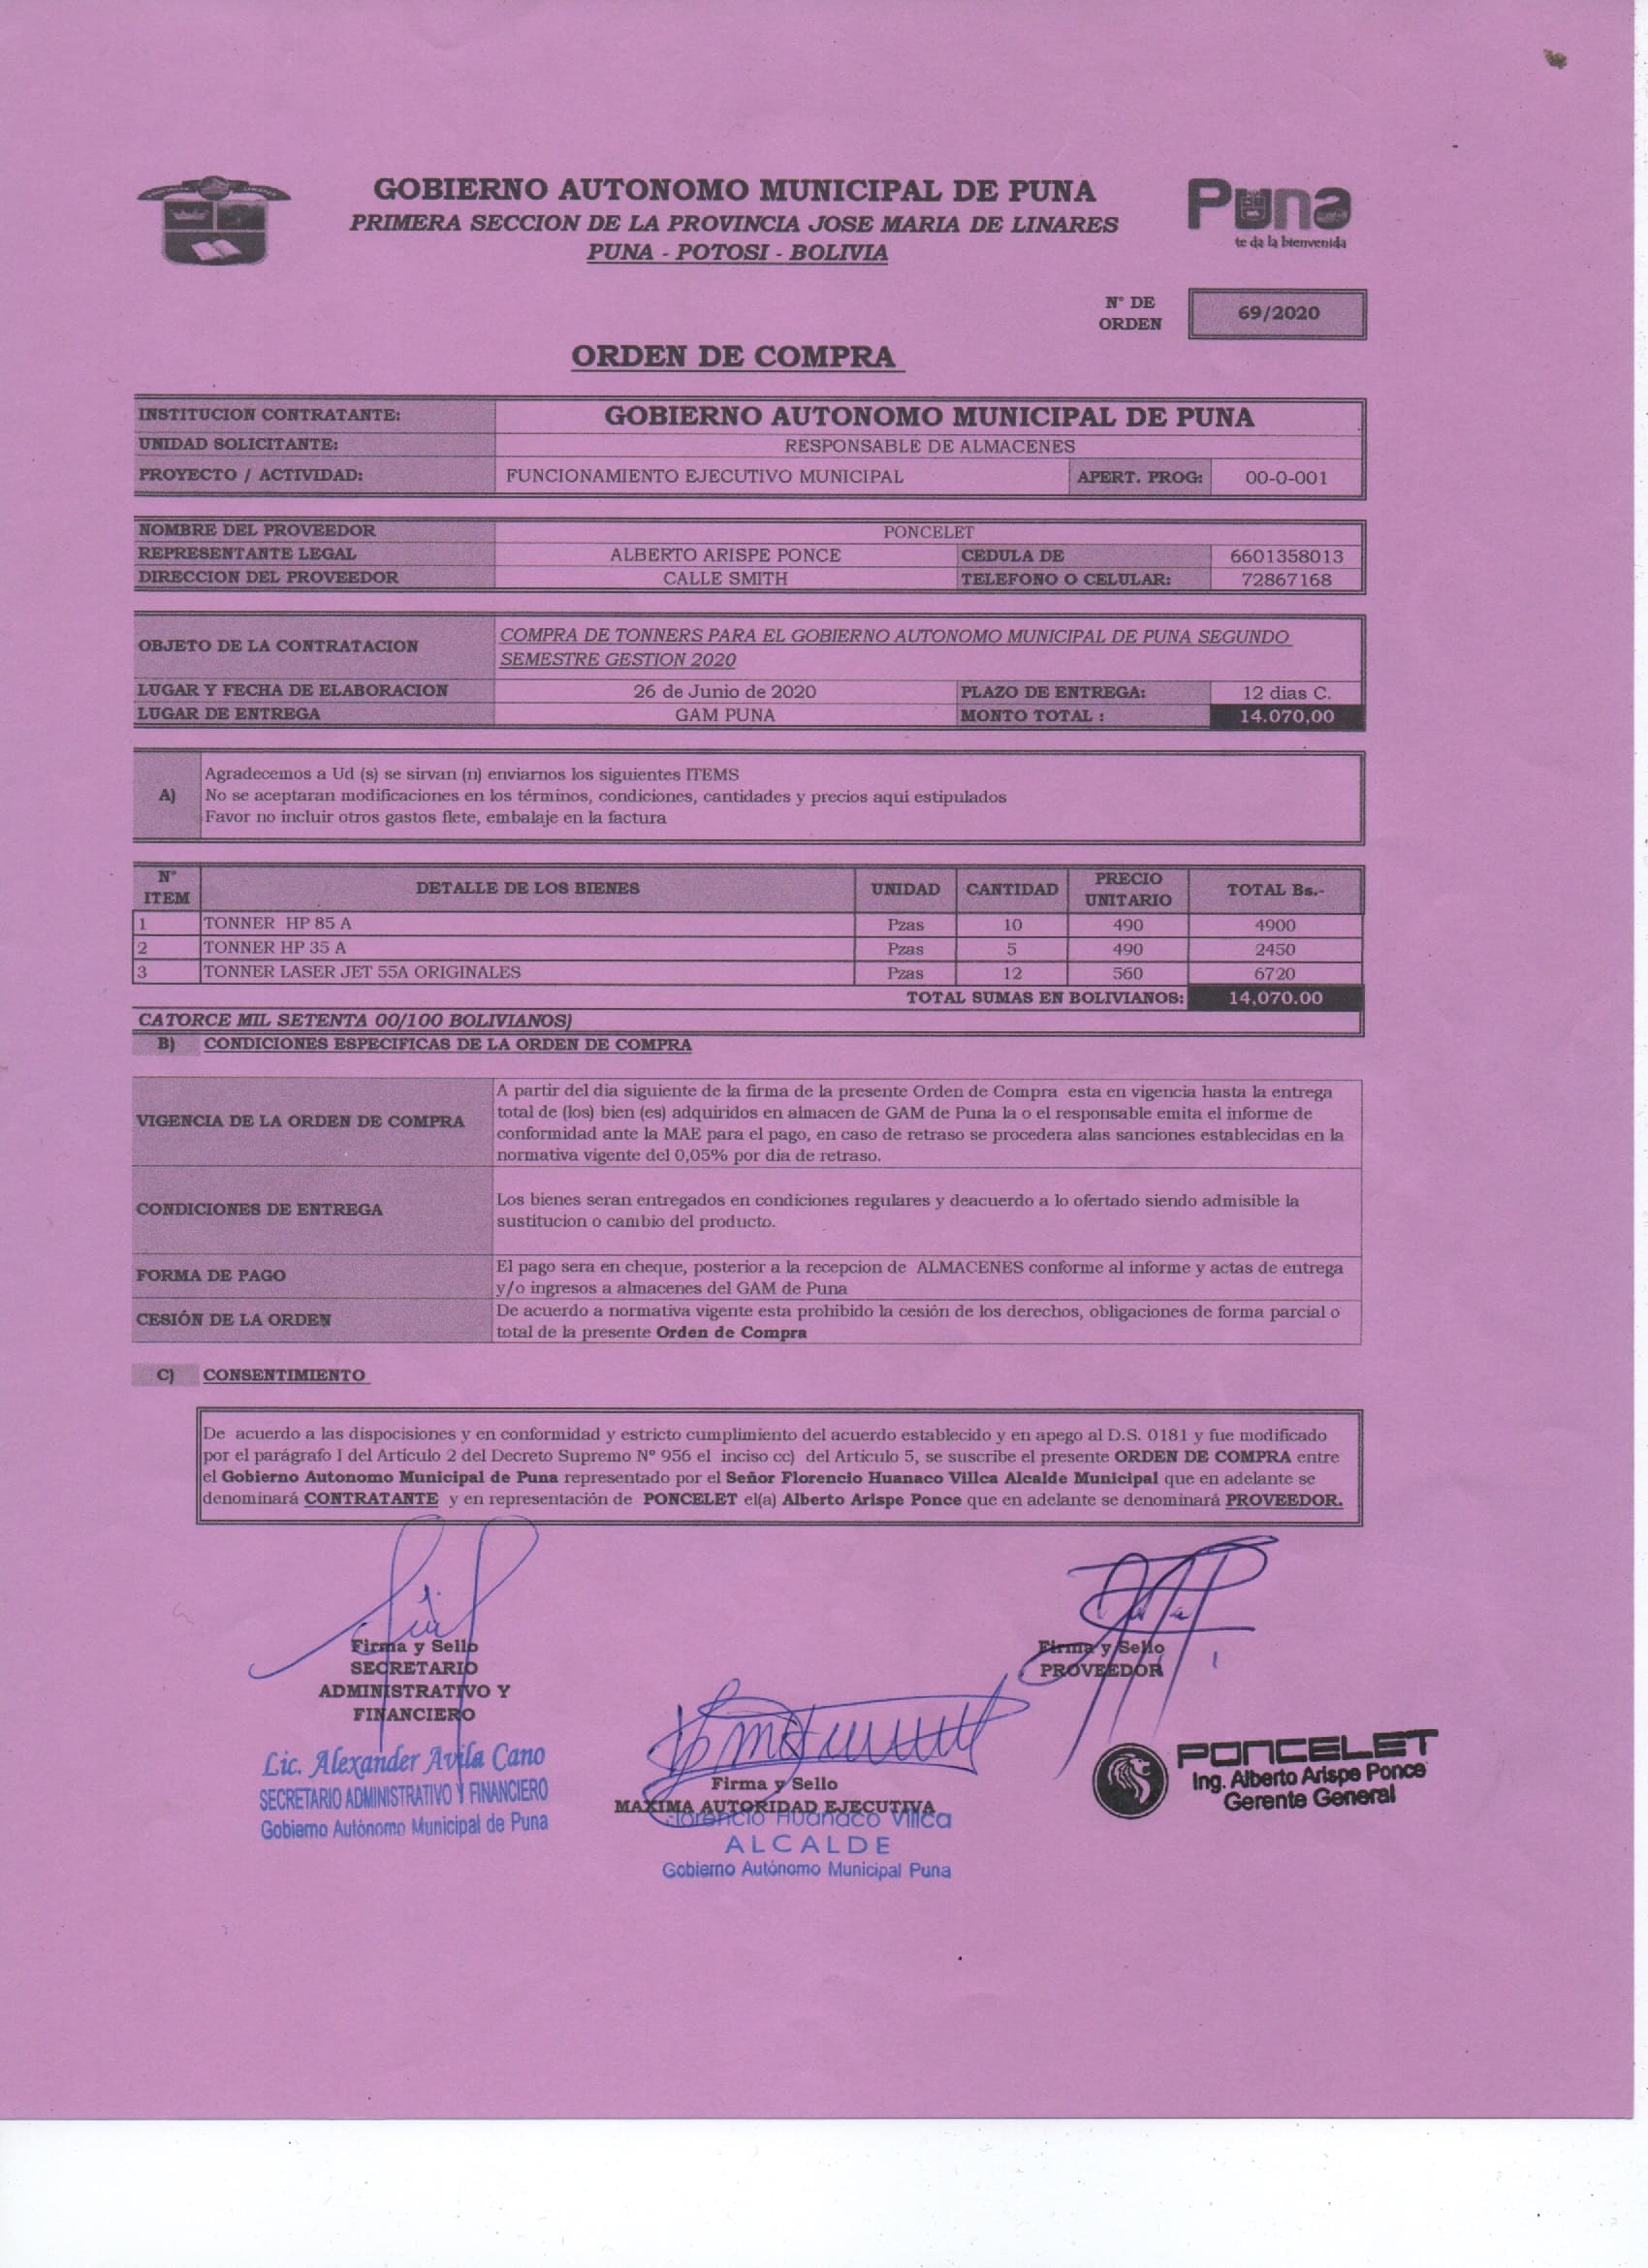 GOBIERNO AUTONOMO MUNICIPAL DE PUNA
PRIMERA SECCION DE LA PROVINCIA JOSE MARIA DE LINARES
PUNA - POTOSI - BOLIVIA
Puna
te da la bienvenida
N° DE ORDEN 69/2020
ORDEN DE COMPRA
INSTITUCION CONTRATANTE: GOBIERNO AUTONOMO MUNICIPAL DE PUNA
UNIDAD SOLICITANTE: RESPONSABLE DE ALMACENES
PROYECTO / ACTIVIDAD: FUNCIONAMIENTO EJECUTIVO MUNICIPAL APERT. PROG: 00-0-001
NOMBRE DEL PROVEEDOR PONCELET
REPRESENTANTE LEGAL ALBERTO ARISPE PONCE CEDULA DE 6601358013
DIRECCION DEL PROVEEDOR CALLE SMITH TELEFONO O CELULAR: 72867168
OBJETO DE LA CONTRATACION COMPRA DE TONNERS PARA EL GOBIERNO AUTONOMO MUNICIPAL DE PUNA SEGUNDO
SEMESTRE GESTION 2020
LUGAR Y FECHA DE ELABORACION 26 de Junio de 2020 PLAZO DE ENTREGA: 12 dias C.
LUGAR DE ENTREGA GAM PUNA MONTO TOTAL : 14.070,00
A) Agradecemos a Ud (s) se sirvan (n) enviarnos los siguientes ITEMS
No se aceptaran modificaciones en los términos, condiciones, cantidades y precios aqui estipulados
Favor no incluir otros gastos flete, embalaje en la factura
N° ITEM DETALLE DE LOS BIENES UNIDAD CANTIDAD PRECIO UNITARIO TOTAL Bs.-
1 TONNER HP 85 A Pzas 10 490 4900
2 TONNER HP 35 A Pzas 5 490 2450
3 TONNER LASER JET 55A ORIGINALES Pzas 12 560 6720
TOTAL SUMAS EN BOLIVIANOS: 14,070.00
CATORCE MIL SETENTA 00/100 BOLIVIANOS)
B) CONDICIONES ESPECIFICAS DE LA ORDEN DE COMPRA
VIGENCIA DE LA ORDEN DE COMPRA A partir del dia siguiente de la firma de la presente Orden de Compra esta en vigencia hasta la entrega
total de (los) bien (es) adquiridos en almacen de GAM de Puna la o el responsable emita el informe de
conformidad ante la MAE para el pago, en caso de retraso se procedera alas sanciones establecidas en la
normativa vigente del 0,05% por dia de retraso.
CONDICIONES DE ENTREGA Los bienes seran entregados en condiciones regulares y deacuerdo a lo ofertado siendo admisible la
sustitucion o cambio del producto.
FORMA DE PAGO El pago sera en cheque, posterior a la recepcion de ALMACENES conforme al informe y actas de entrega
y/o ingresos a almacenes del GAM de Puna
CESIÓN DE LA ORDEN De acuerdo a normativa vigente esta prohibido la cesión de los derechos, obligaciones de forma parcial o
total de la presente Orden de Compra
C) CONSENTIMIENTO
De acuerdo a las dispocisiones y en conformidad y estricto cumplimiento del acuerdo establecido y en apego al D.S. 0181 y fue modificado
por el parágrafo I del Articulo 2 del Decreto Supremo N° 956 el inciso cc) del Articulo 5, se suscribe el presente ORDEN DE COMPRA entre
el Gobierno Autonomo Municipal de Puna representado por el Señor Florencio Huanaco Villca Alcalde Municipal que en adelante se
denominará CONTRATANTE y en representación de PONCELET el(a) Alberto Arispe Ponce que en adelante se denominará PROVEEDOR.
Firma y Sello
SECRETARIO
ADMINISTRATIVO Y
FINANCIERO
Lic. Alexander Avila Cano
SECRETARIO ADMINISTRATIVO Y FINANCIERO
Gobierno Autónomo Municipal de Puna
Firma y Sello
MAXIMA AUTORIDAD EJECUTIVA
Florencio Huanaco Villca
ALCALDE
Gobierno Autónomo Municipal Puna
Firma y Sello
PROVEEDOR
PONCELET
Ing. Alberto Arispe Ponce
Gerente General